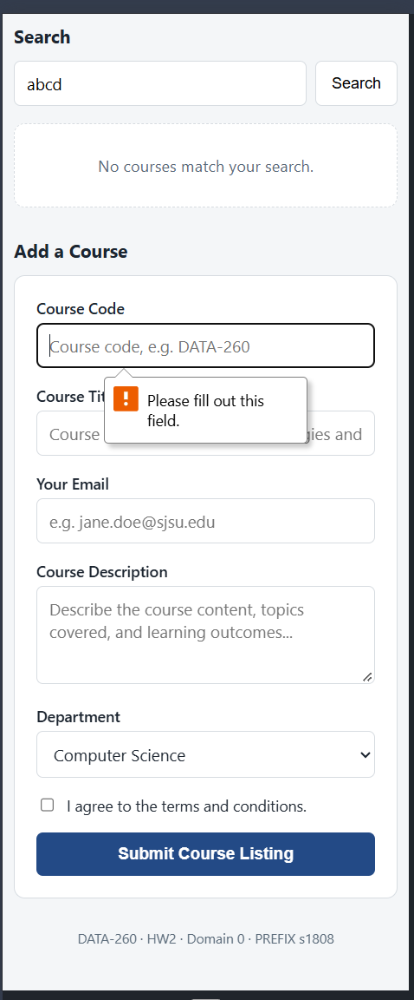 Search
abcd
Search
No courses match your search.
Add a Course
Course Code
Course code, e.g. DATA-260
!
Please fill out this
field.
Course Tit
Course
gies and
Your Email
e.g. jane.doe@sjsu.edu
Course Description
Describe the course content, topics
covered, and learning outcomes...
Department
Computer Science
I agree to the terms and conditions.
Submit Course Listing
DATA-260 · HW2 · Domain 0 · PREFIX s1808